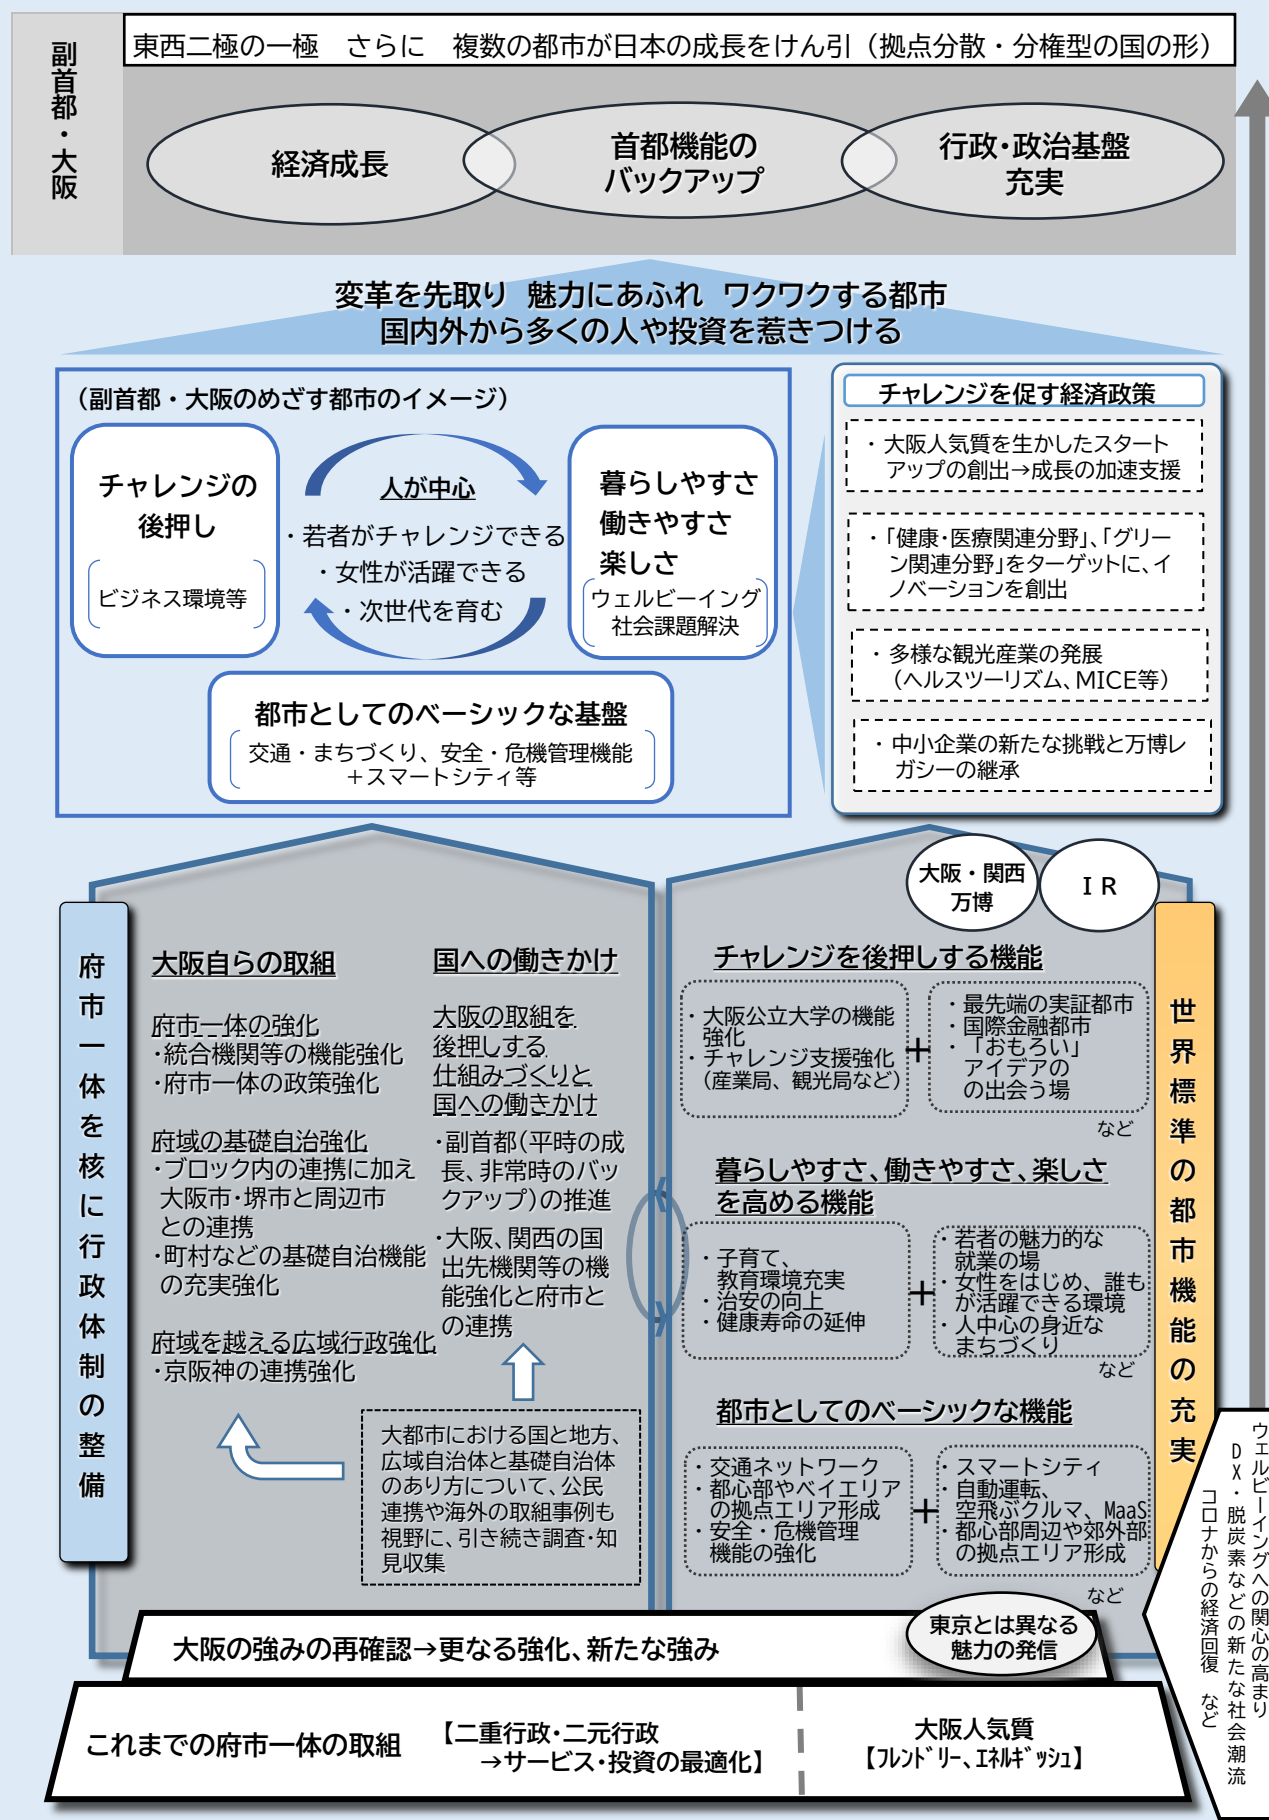 副首都・大阪
東西二極の一極　さらに　複数の都市が日本の成長をけん引（拠点分散・分権型の国の形）
経済成長
首都機能の
バックアップ
行政・政治基盤
充実
変革を先取り　魅力にあふれ　ワクワクする都市
国内外から多くの人や投資を惹きつける
（副首都・大阪のめざす都市のイメージ）
チャレンジの
後押し
ビジネス環境等
人が中心
・若者がチャレンジできる
・女性が活躍できる
・次世代を育む
暮らしやすさ
働きやすさ
楽しさ
ウェルビーイング
社会課題解決
都市としてのベーシックな基盤
交通・まちづくり、安全・危機管理機能
＋スマートシティ等
チャレンジを促す経済政策
・大阪人気質を生かしたスタート
アップの創出→成長の加速支援
・「健康・医療関連分野」、「グリー
ン関連分野」をターゲットに、イ
ノベーションを創出
・多様な観光産業の発展
（ヘルスツーリズム、MICE等）
・中小企業の新たな挑戦と万博レ
ガシーの継承
府市一体を核に行政体制の整備
大阪自らの取組
府市一体の強化
・統合機関等の機能強化
・府市一体の政策強化
府域の基礎自治強化
・ブロック内の連携に加え
大阪市・堺市と周辺市
との連携
・町村などの基礎自治機能
の充実強化
府域を越える広域行政強化
・京阪神の連携強化
国への働きかけ
大阪の取組を
後押しする
仕組みづくりと
国への働きかけ
・副首都（平時の成
長、非常時のバッ
クアップ）の推進
・大阪、関西の国
出先機関等の機
能強化と府市と
の連携
大都市における国と地方、
広域自治体と基礎自治体
のあり方について、公民
連携や海外の取組事例も
視野に、引き続き調査・知
見収集
大阪・関西
万博
ＩＲ
世界標準の都市機能の充実
チャレンジを後押しする機能
・大阪公立大学の機能
強化
・チャレンジ支援強化
（産業局、観光局など）
＋
・最先端の実証都市
・国際金融都市
・「おもろい」
アイデアの
の出会う場
など
暮らしやすさ、働きやすさ、楽しさ
を高める機能
・子育て、
教育環境充実
・治安の向上
・健康寿命の延伸
＋
・若者の魅力的な
就業の場
・女性をはじめ、誰も
が活躍できる環境
・人中心の身近な
まちづくり
など
都市としてのベーシックな機能
・交通ネットワーク
・都心部やベイエリア
の拠点エリア形成
・安全・危機管理
機能の強化
＋
・スマートシティ
・自動運転、
空飛ぶクルマ、MaaS
・都心部周辺や郊外部
の拠点エリア形成
など
ウェルビーイングへの関心の高まり
DX・脱炭素などの新たな社会潮流
コロナからの経済回復　など
大阪の強みの再確認→更なる強化、新たな強み
東京とは異なる
魅力の発信
これまでの府市一体の取組
【二重行政・二元行政
→サービス・投資の最適化】
大阪人気質
【ﾌﾚﾝﾄﾞﾘｰ、ｴﾈﾙｷﾞｯｼｭ】